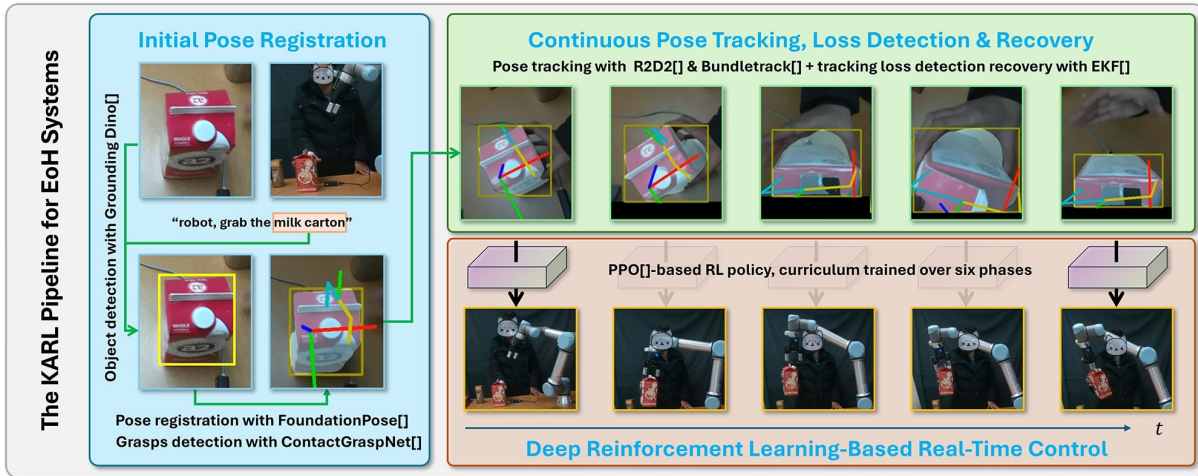 The KARL Pipeline for EoH Systems
Initial Pose Registration
Object detection with Grounding Dino[]
WHOLE
“robot, grab the milk carton”
WHOLE
Pose registration with FoundationPose[]
Grasps detection with ContactGraspNet[]
Continuous Pose Tracking, Loss Detection & Recovery
Pose tracking with R2D2[] & Bundletrack[] + tracking loss detection recovery with EKF[]
PPO[]-based RL policy, curriculum trained over six phases
t
Deep Reinforcement Learning-Based Real-Time Control